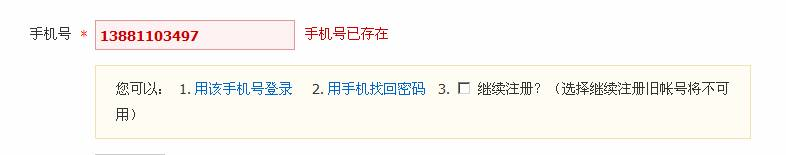 手机号 * 13881103497 手机号已存在
您可以： 1. 用该手机号登录 2. 用手机找回密码 3. 继续注册？（选择继续注册旧帐号将不可
用）